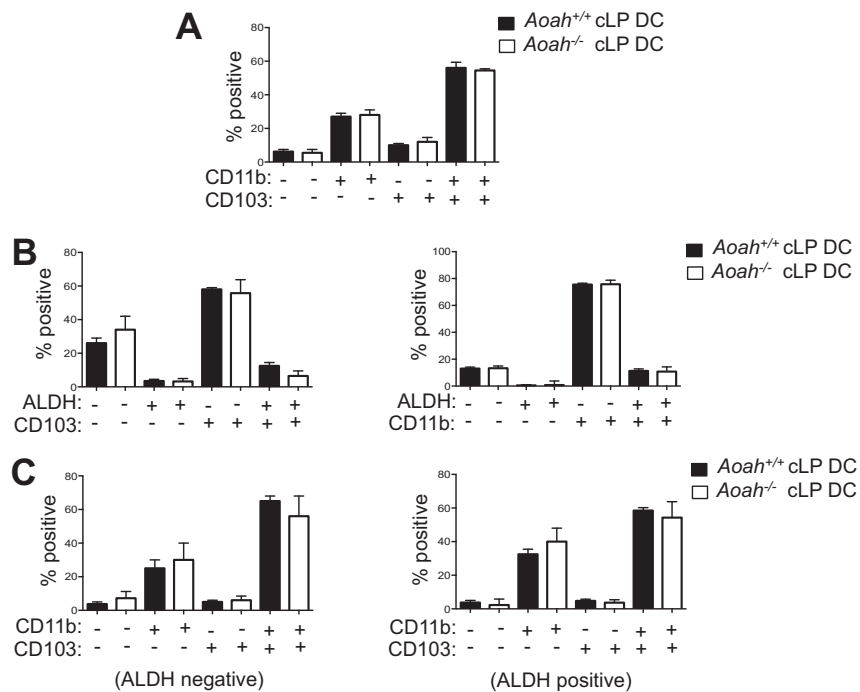 A
Aoah+/+ cLP DC
Aoah-/- cLP DC
% positive
80
60
40
20
0
CD11b: - - + + - - + +
CD103: - - - - + + + +
B
Aoah+/+ cLP DC
Aoah-/- cLP DC
% positive
80
60
40
20
0
ALDH: - - + + - - + +
CD103: - - - - + + + +
% positive
100
80
60
40
20
0
ALDH: - - + + - - + +
CD11b: - - - - + + + +
C
Aoah+/+ cLP DC
Aoah-/- cLP DC
% positive
80
60
40
20
0
CD11b: - - + + - - + +
CD103: - - - - + + + +
(ALDH negative)
% positive
80
60
40
20
0
CD11b: - - + + - - + +
CD103: - - - - + + + +
(ALDH positive)